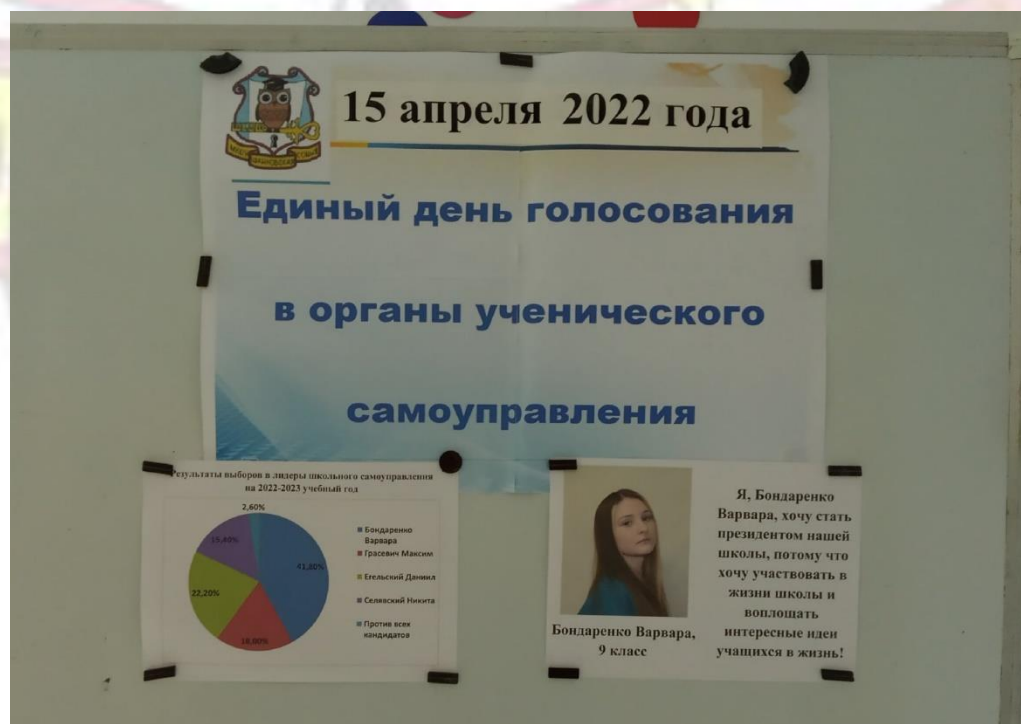 15 апреля 2022 года
Единый день голосования
в органы ученического
самоуправления
Результаты выборов в лидеры школьного самоуправления
на 2022-2023 учебный год
2,60%
15,40%
41,80%
22,20%
18,00%
Бондаренко
Варвара
Грасевич Максим
Егельский Даниил
Селявский Никита
Против всех
кандидатов
Бондаренко Варвара,
9 класс
Я, Бондаренко
Варвара, хочу стать
президентом нашей
школы, потому что
хочу участвовать в
жизни школы и
воплощать
интересные идеи
учащихся в жизнь!